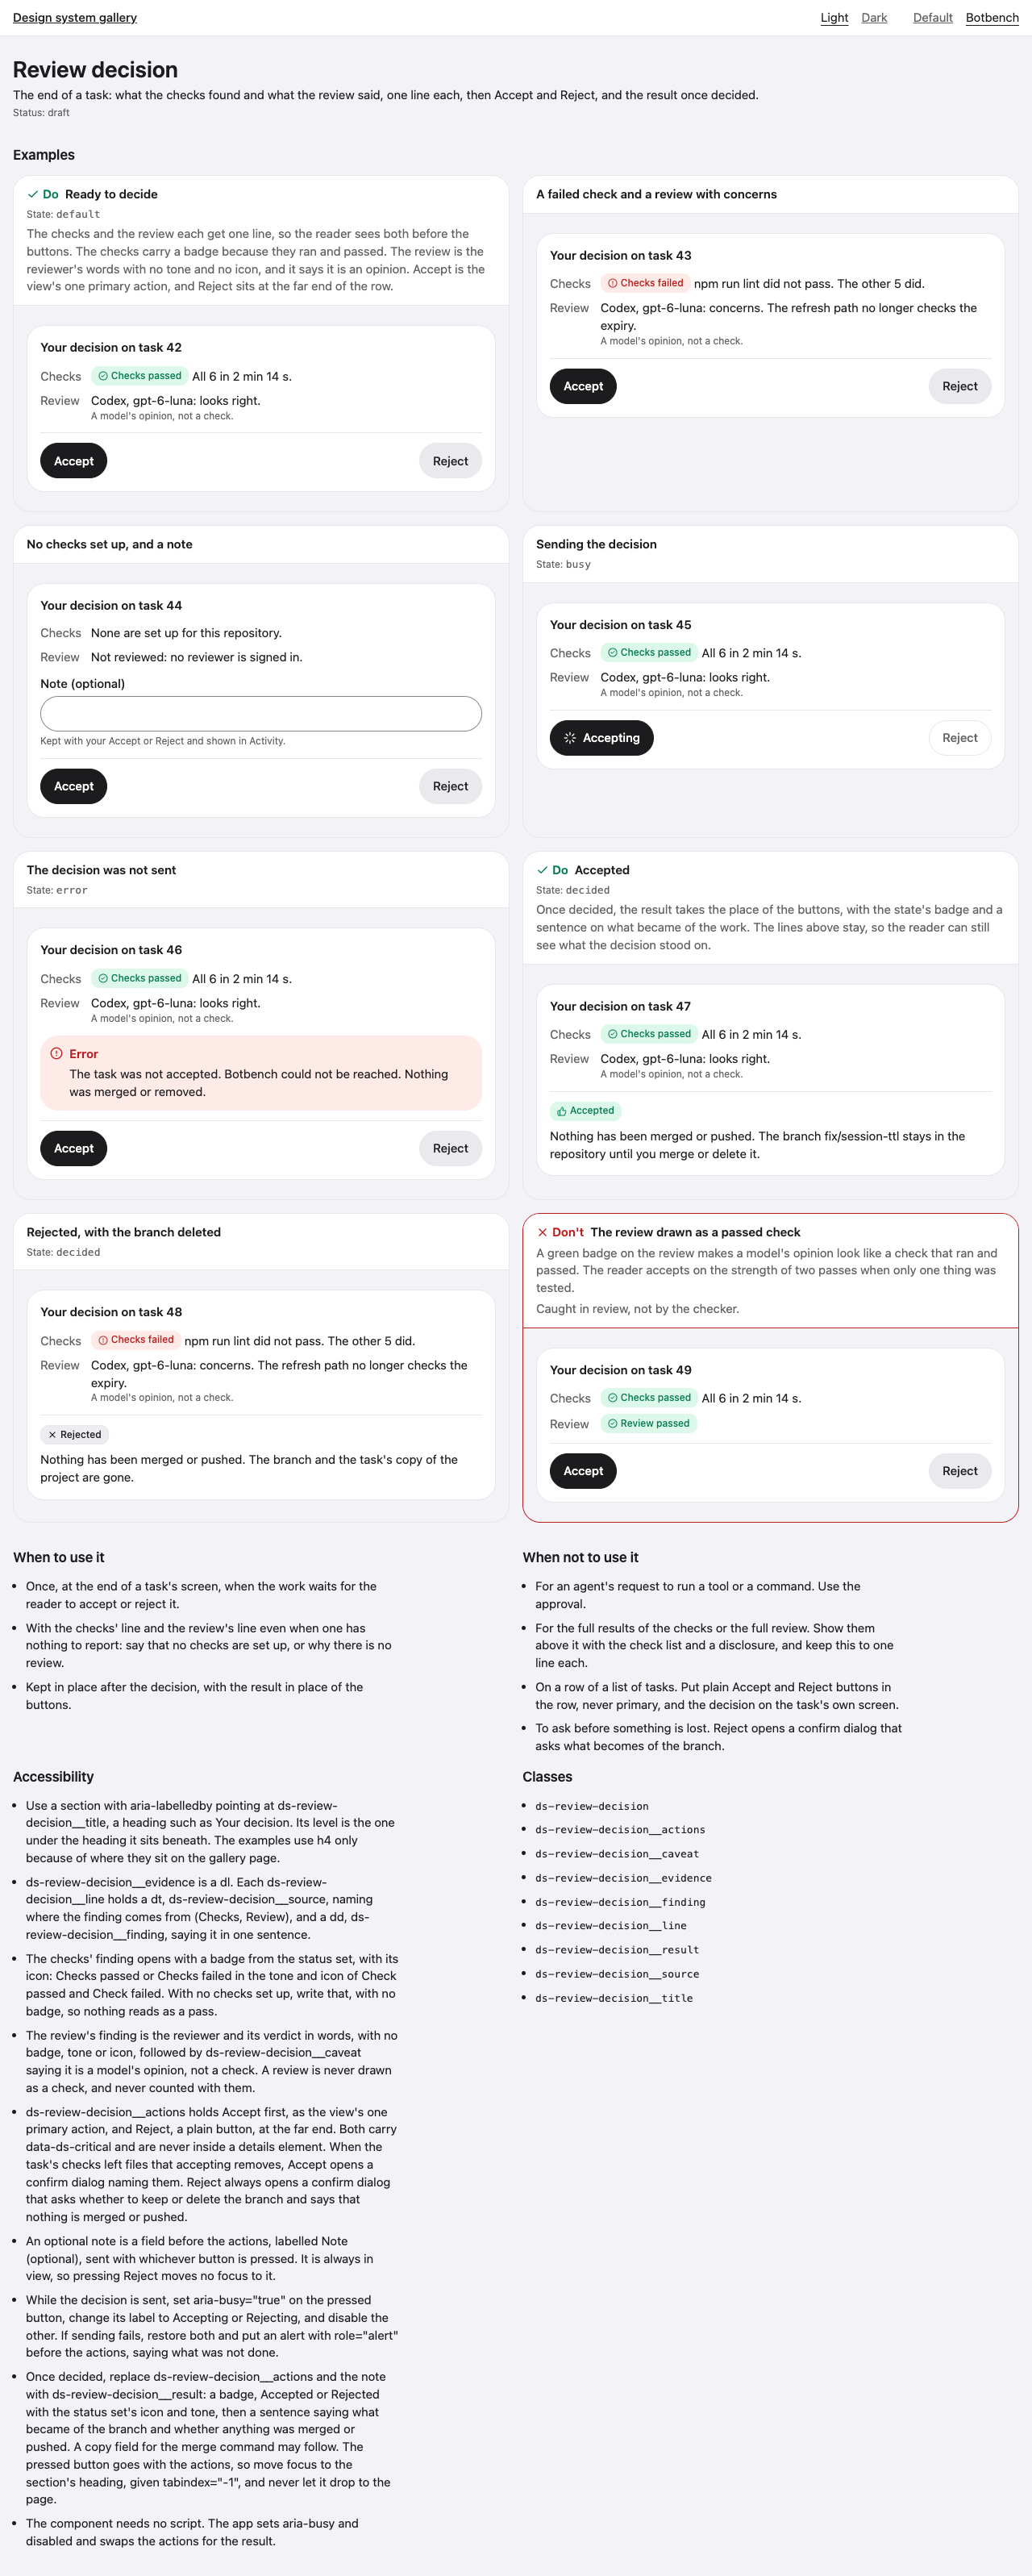 Design system gallery
Light Dark Default Botbench
Review decision
The end of a task: what the checks found and what the review said, one line each, then Accept and Reject, and the result once decided.
Status: draft
Examples
Do Ready to decide
State: default
The checks and the review each get one line, so the reader sees both before the
buttons. The checks carry a badge because they ran and passed. The review is the
reviewer's words with no tone and no icon, and it says it is an opinion. Accept is the
view's one primary action, and Reject sits at the far end of the row.
Your decision on task 42
Checks Checks passed All 6 in 2 min 14 s.
Review Codex, gpt-6-luna: looks right.
A model's opinion, not a check.
Accept Reject
A failed check and a review with concerns
Your decision on task 43
Checks Checks failed npm run lint did not pass. The other 5 did.
Review Codex, gpt-6-luna: concerns. The refresh path no longer checks the
expiry.
A model's opinion, not a check.
Accept Reject
No checks set up, and a note
Your decision on task 44
Checks None are set up for this repository.
Review Not reviewed: no reviewer is signed in.
Note (optional)
Kept with your Accept or Reject and shown in Activity.
Accept Reject
Sending the decision
State: busy
Your decision on task 45
Checks Checks passed All 6 in 2 min 14 s.
Review Codex, gpt-6-luna: looks right.
A model's opinion, not a check.
Accepting Reject
The decision was not sent
State: error
Your decision on task 46
Checks Checks passed All 6 in 2 min 14 s.
Review Codex, gpt-6-luna: looks right.
A model's opinion, not a check.
Error
The task was not accepted. Botbench could not be reached. Nothing
was merged or removed.
Accept Reject
Do Accepted
State: decided
Once decided, the result takes the place of the buttons, with the state's badge and a
sentence on what became of the work. The lines above stay, so the reader can still
see what the decision stood on.
Your decision on task 47
Checks Checks passed All 6 in 2 min 14 s.
Review Codex, gpt-6-luna: looks right.
A model's opinion, not a check.
Accepted
Nothing has been merged or pushed. The branch fix/session-ttl stays in the
repository until you merge or delete it.
Rejected, with the branch deleted
State: decided
Your decision on task 48
Checks Checks failed npm run lint did not pass. The other 5 did.
Review Codex, gpt-6-luna: concerns. The refresh path no longer checks the
expiry.
A model's opinion, not a check.
Rejected
Nothing has been merged or pushed. The branch and the task's copy of the
project are gone.
Don't The review drawn as a passed check
A green badge on the review makes a model's opinion look like a check that ran and
passed. The reader accepts on the strength of two passes when only one thing was
tested.
Caught in review, not by the checker.
Your decision on task 49
Checks Checks passed All 6 in 2 min 14 s.
Review Review passed
Accept Reject
When to use it
• Once, at the end of a task's screen, when the work waits for the
reader to accept or reject it.
• With the checks' line and the review's line even when one has
nothing to report: say that no checks are set up, or why there is no
review.
• Kept in place after the decision, with the result in place of the
buttons.
When not to use it
• For an agent's request to run a tool or a command. Use the
approval.
• For the full results of the checks or the full review. Show them
above it with the check list and a disclosure, and keep this to one
line each.
• On a row of a list of tasks. Put plain Accept and Reject buttons in
the row, never primary, and the decision on the task's own screen.
• To ask before something is lost. Reject opens a confirm dialog that
asks what becomes of the branch.
Accessibility
• Use a section with aria-labelledby pointing at ds-review-
decision__title, a heading such as Your decision. Its level is the one
under the heading it sits beneath. The examples use h4 only
because of where they sit on the gallery page.
• ds-review-decision__evidence is a dl. Each ds-review-
decision__line holds a dt, ds-review-decision__source, naming
where the finding comes from (Checks, Review), and a dd, ds-
review-decision__finding, saying it in one sentence.
• The checks' finding opens with a badge from the status set, with its
icon: Checks passed or Checks failed in the tone and icon of Check
passed and Check failed. With no checks set up, write that, with no
badge, so nothing reads as a pass.
• The review's finding is the reviewer and its verdict in words, with no
badge, tone or icon, followed by ds-review-decision__caveat
saying it is a model's opinion, not a check. A review is never drawn
as a check, and never counted with them.
• ds-review-decision__actions holds Accept first, as the view's one
primary action, and Reject, a plain button, at the far end. Both carry
data-ds-critical and are never inside a details element. When the
task's checks left files that accepting removes, Accept opens a
confirm dialog naming them. Reject always opens a confirm dialog
that asks whether to keep or delete the branch and says that
nothing is merged or pushed.
• An optional note is a field before the actions, labelled Note
(optional), sent with whichever button is pressed. It is always in
view, so pressing Reject moves no focus to it.
• While the decision is sent, set aria-busy="true" on the pressed
button, change its label to Accepting or Rejecting, and disable the
other. If sending fails, restore both and put an alert with role="alert"
before the actions, saying what was not done.
• Once decided, replace ds-review-decision__actions and the note
with ds-review-decision__result: a badge, Accepted or Rejected
with the status set's icon and tone, then a sentence saying what
became of the branch and whether anything was merged or
pushed. A copy field for the merge command may follow. The
pressed button goes with the actions, so move focus to the
section's heading, given tabindex="-1", and never let it drop to the
page.
• The component needs no script. The app sets aria-busy and
disabled and swaps the actions for the result.
Classes
• ds-review-decision
• ds-review-decision__actions
• ds-review-decision__caveat
• ds-review-decision__evidence
• ds-review-decision__finding
• ds-review-decision__line
• ds-review-decision__result
• ds-review-decision__source
• ds-review-decision__title